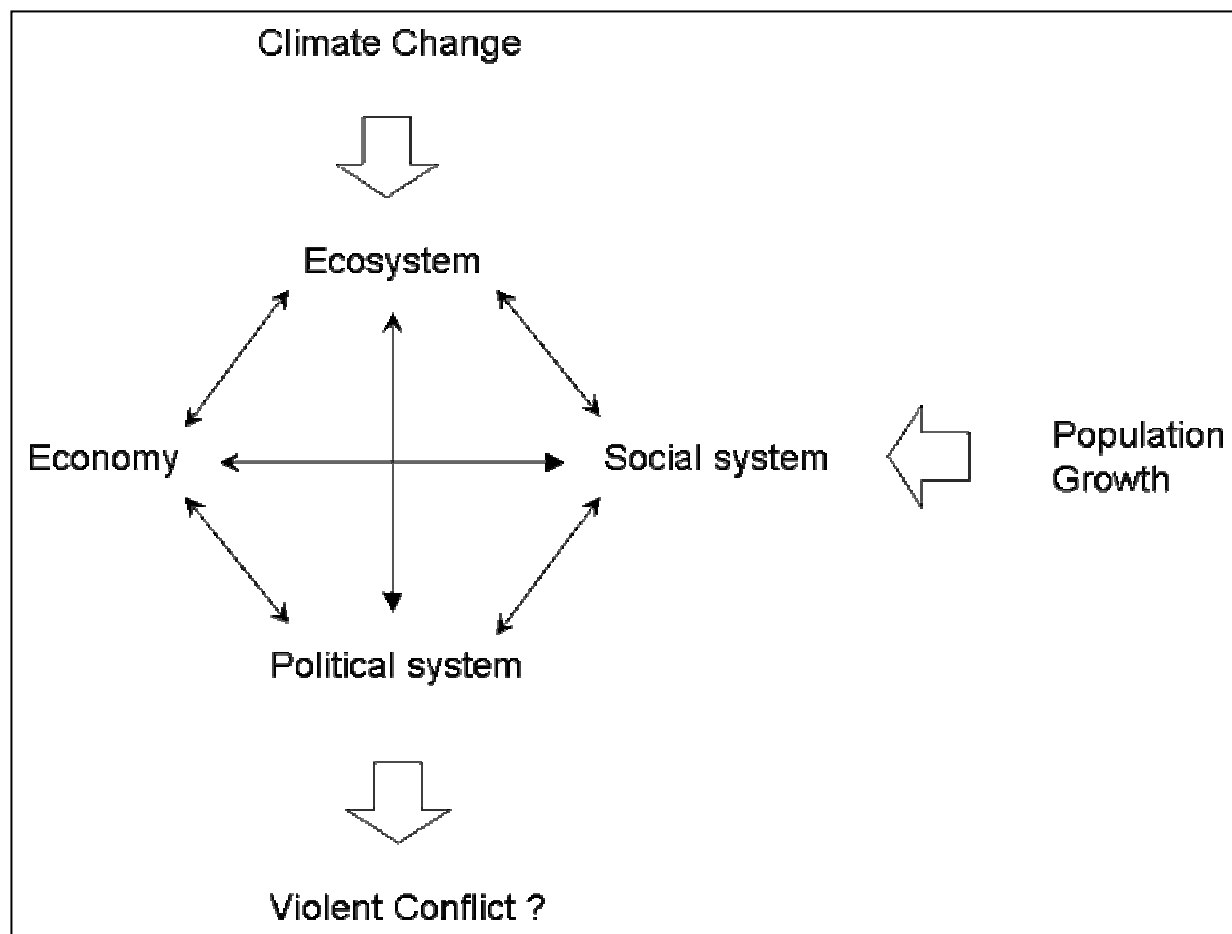 Climate Change
Ecosystem
Economy
Social system
Population
Growth
Political system
Violent Conflict ?